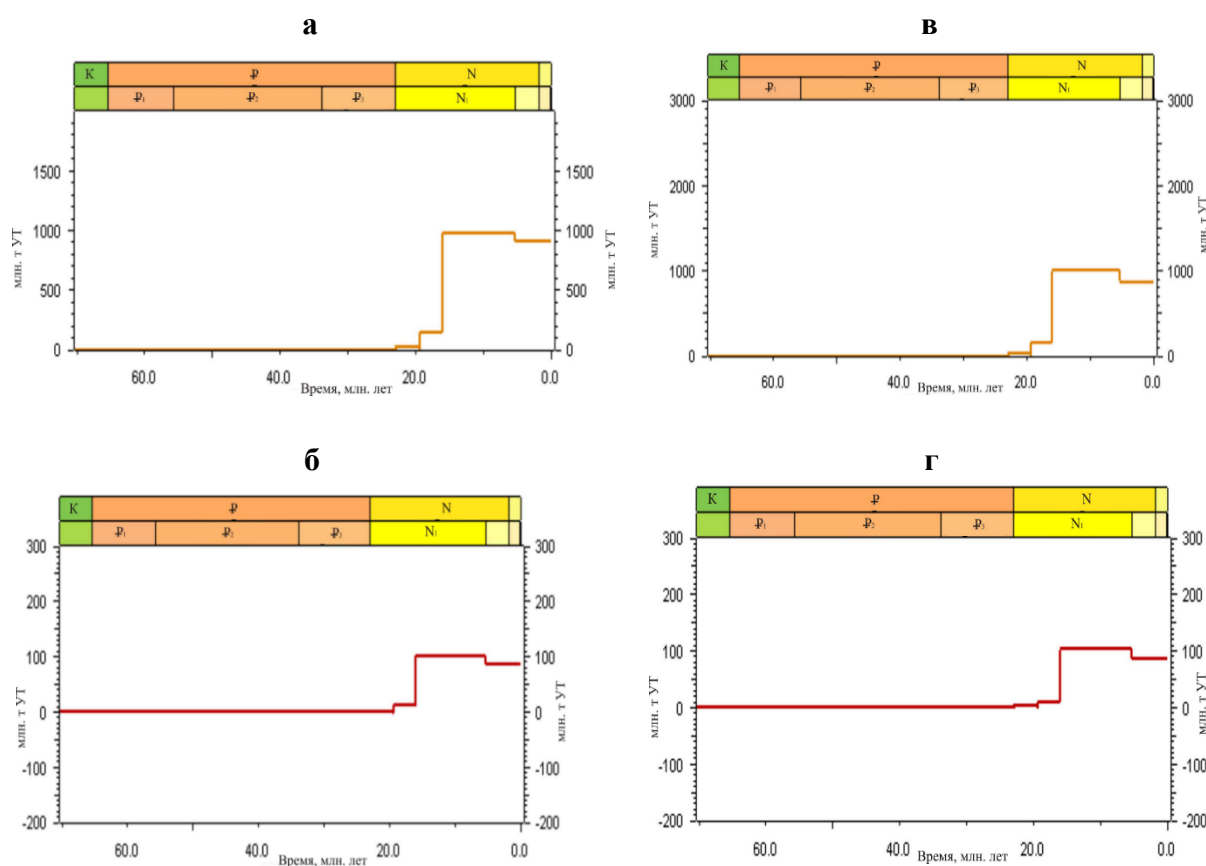 а
K ₽ N
₽₁ ₽₂ ₽₃ N₁
1500 1500
1000 1000
500 500
0 0
млн. т УТ
млн. т УТ
60.0 40.0 20.0 0.0
Время, млн. лет
в
K ₽ N
₽₁ ₽₂ ₽₃ N₁
3000 3000
2000 2000
1000 1000
0 0
млн. т УТ
млн. т УТ
60.0 40.0 20.0 0.0
Время, млн. лет
б
K ₽ N
₽₁ ₽₂ ₽₃ N₁
300 300
200 200
100 100
0 0
-100 -100
-200 -200
млн. т УТ
млн. т УТ
60.0 40.0 20.0 0.0
Время, млн. лет
г
K ₽ N
₽₁ ₽₂ ₽₃ N₁
300 300
200 200
100 100
0 0
-100 -100
-200 -200
млн. т УТ
млн. т УТ
60.0 40.0 20.0 0.0
Время, млн. лет